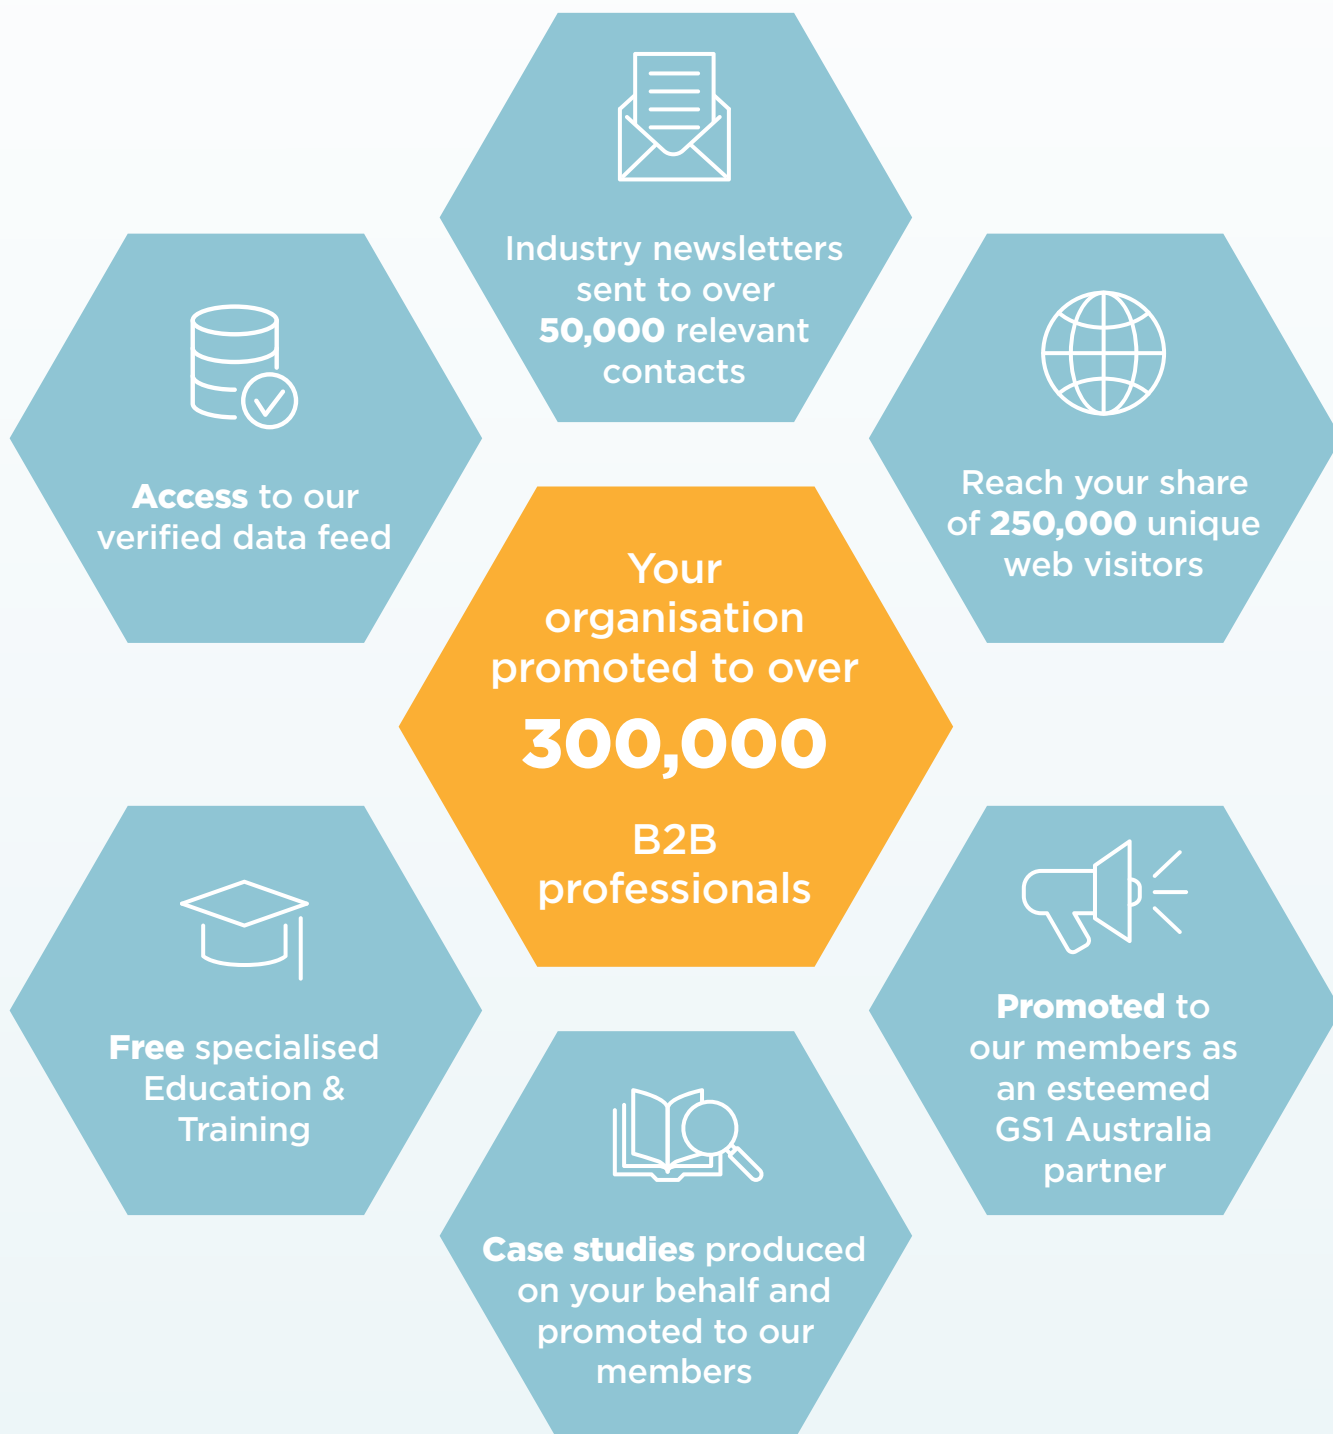 Industry newsletters
sent to over
50,000 relevant
contacts
Access to our
verified data feed
Reach your share
of 250,000 unique
web visitors
Your
organisation
promoted to over
300,000
B2B
professionals
Free specialised
Education &
Training
Promoted to
our members as
an esteemed
GS1 Australia
partner
Case studies produced
on your behalf and
promoted to our
members